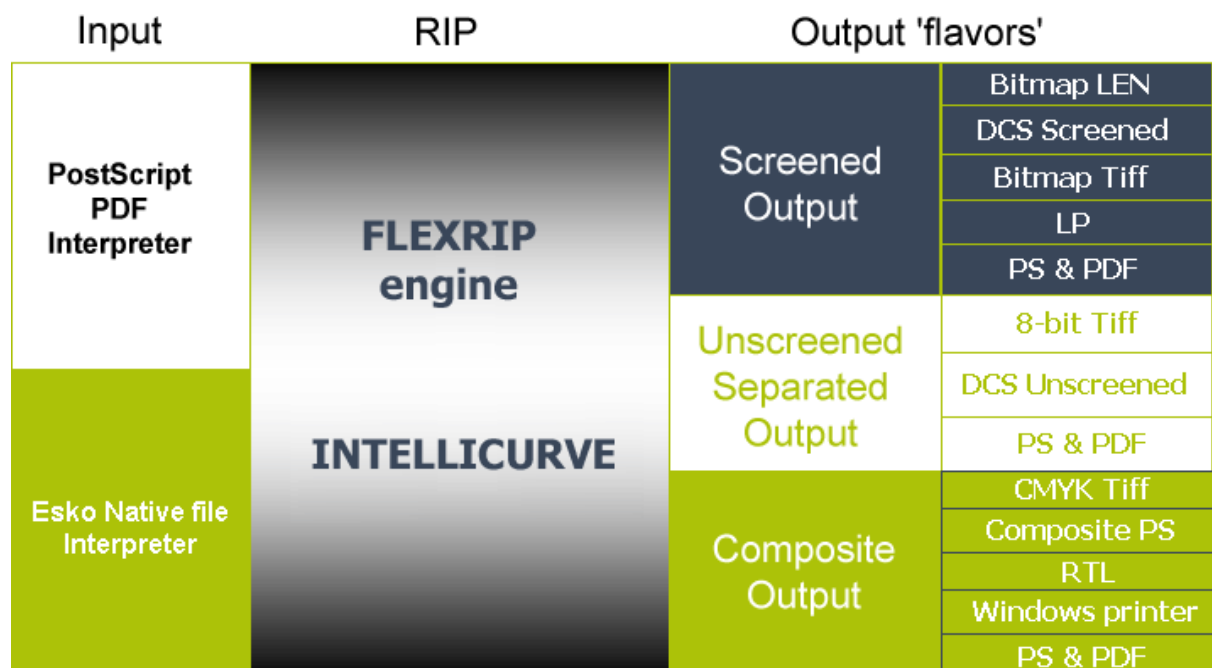 Input
RIP
Output 'flavors'
PostScript
PDF
Interpreter
Esko Native file
Interpreter
FLEXRIP
engine
INTELLICURVE
Screened
Output
Bitmap LEN
DCS Screened
Bitmap Tiff
LP
PS & PDF
Unscreened
Separated
Output
8-bit Tiff
DCS Unscreened
PS & PDF
Composite
Output
CMYK Tiff
Composite PS
RTL
Windows printer
PS & PDF